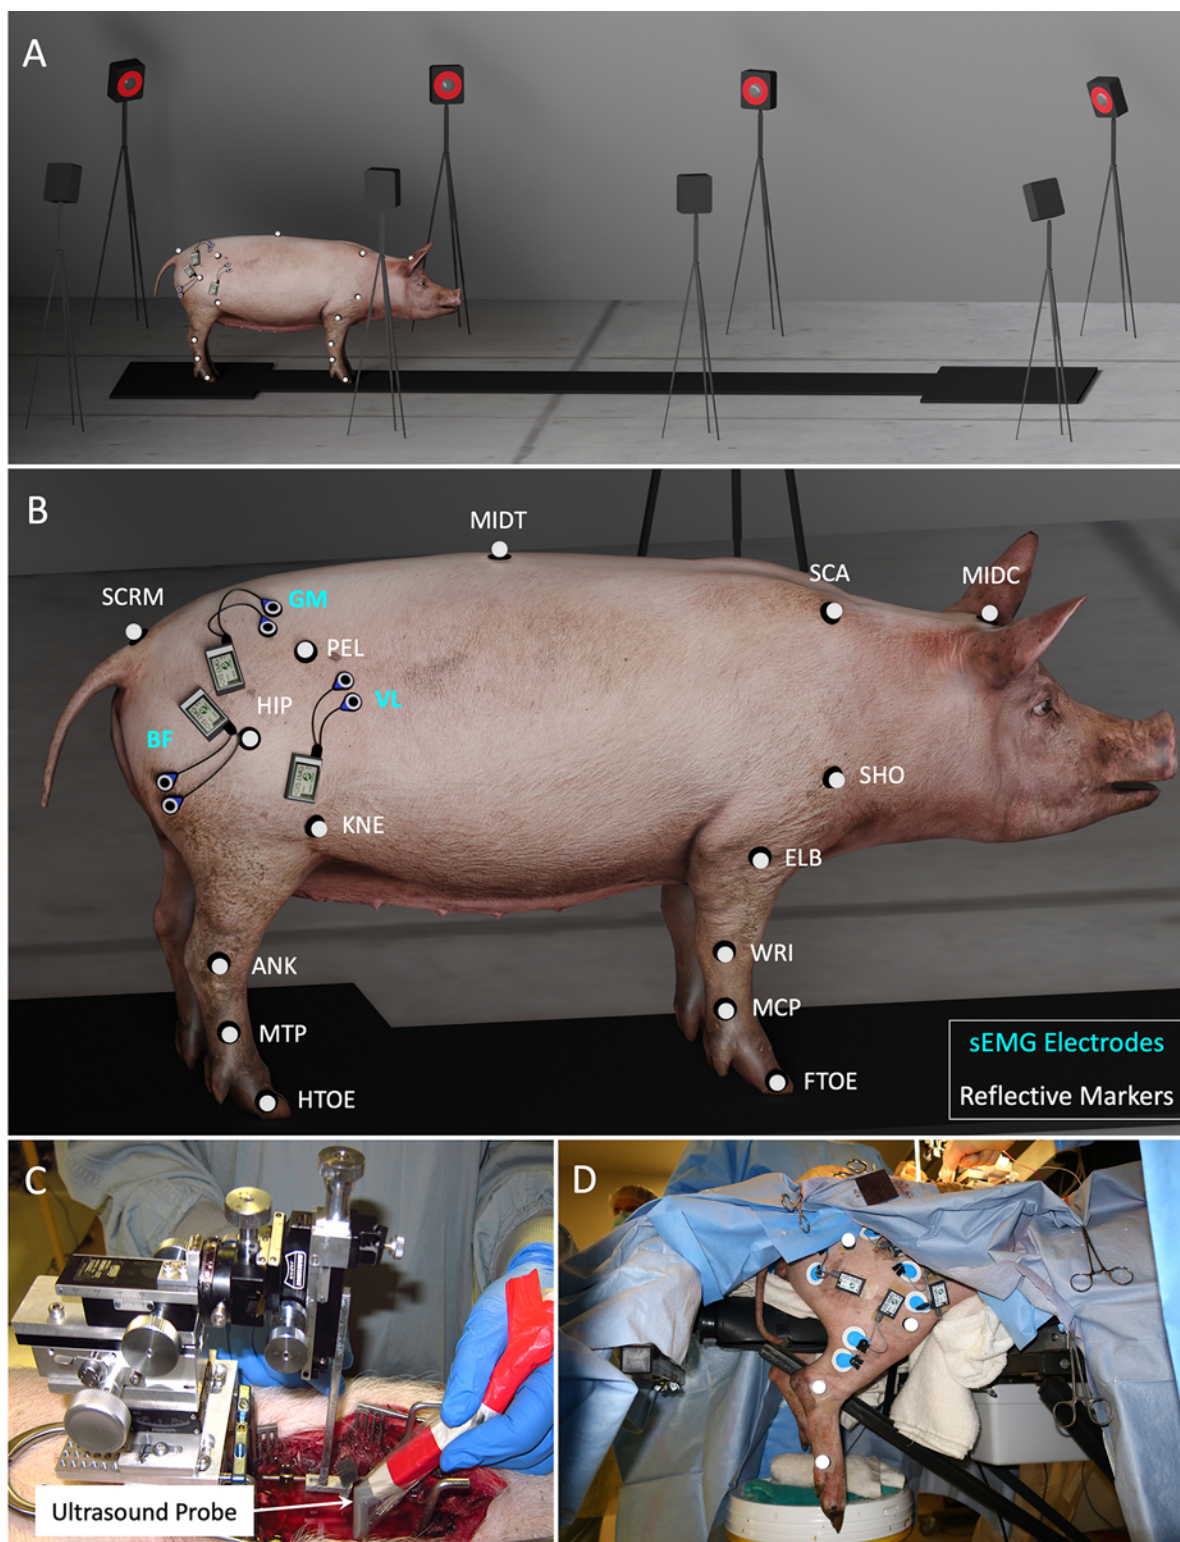 A
B
MIDT
SCA
MIDC
SCRM
GM
PEL
HIP
VL
BF
SHO
KNE
ELB
ANK
WRI
MCP
MTP
HTOE
FTOE
sEMG Electrodes
Reflective Markers
C
D
Ultrasound Probe